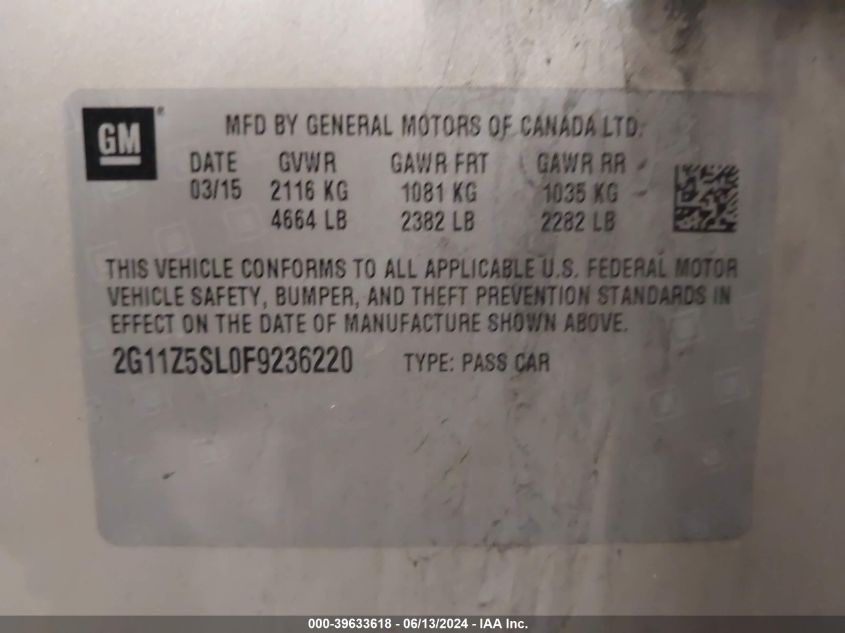 GM ®
MFD BY GENERAL MOTORS OF CANADA LTD.
DATE GVWR GAWR FRT GAWR RR
03/15 2116 KG 1081 KG 1035 KG
4664 LB 2382 LB 2282 LB
THIS VEHICLE CONFORMS TO ALL APPLICABLE U.S. FEDERAL MOTOR
VEHICLE SAFETY, BUMPER, AND THEFT PREVENTION STANDARDS IN
EFFECT ON THE DATE OF MANUFACTURE SHOWN ABOVE.
2G11Z5SL0F9236220 TYPE: PASS CAR
000-39633618 - 06/13/2024 - IAA Inc.